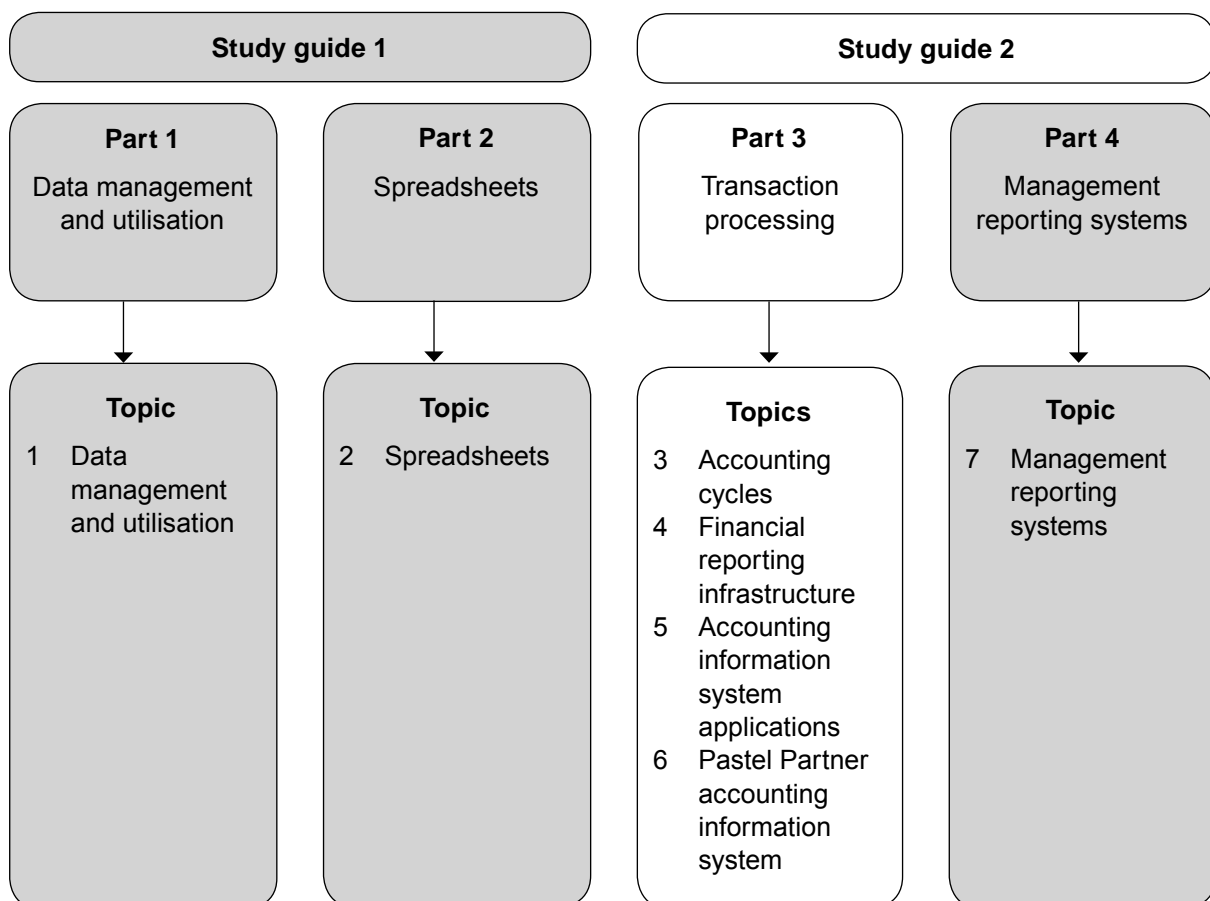 Study guide 1
Study guide 2
Part 1
Data management
and utilisation
Part 2
Spreadsheets
Part 3
Transaction
processing
Part 4
Management
reporting systems
Topic
1 Data
management
and utilisation
Topic
2 Spreadsheets
Topics
3 Accounting
cycles
4 Financial
reporting
infrastructure
5 Accounting
information
system
applications
6 Pastel Partner
accounting
information
system
Topic
7 Management
reporting
systems